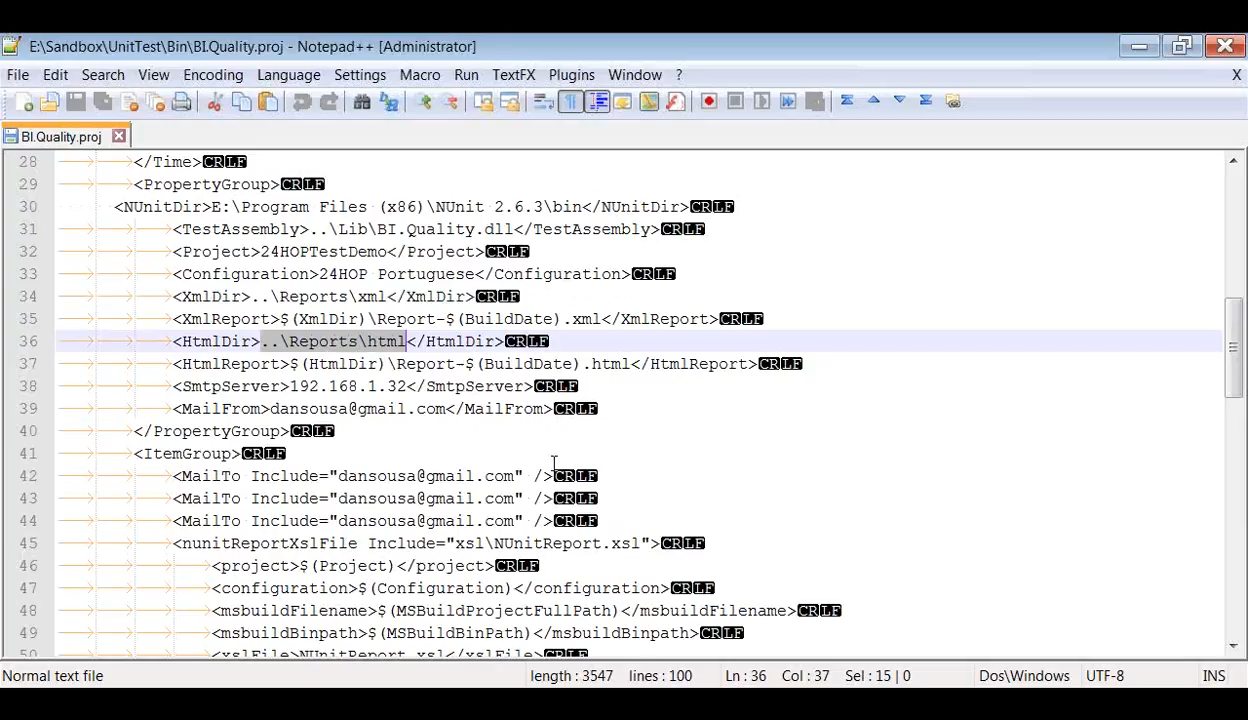 E:\Sandbox\UnitTest\Bin\BI.Quality.proj - Notepad++ [Administrator]
File Edit Search View Encoding Language Settings Macro Run TextFX Plugins Window ? X
BI.Quality.proj
28 </Time>CRLF
29 <PropertyGroup>CRLF
30 <NUnitDir>E:\Program Files (x86)\NUnit 2.6.3\bin</NUnitDir>CRLF
31 <TestAssembly>..\Lib\BI.Quality.dll</TestAssembly>CRLF
32 <Project>24HOPTestDemo</Project>CRLF
33 <Configuration>24HOP Portuguese</Configuration>CRLF
34 <XmlDir>..\Reports\xml</XmlDir>CRLF
35 <XmlReport>$(XmlDir)\Report-$(BuildDate).xml</XmlReport>CRLF
36 <HtmlDir>..\Reports\html</HtmlDir>CRLF
37 <HtmlReport>$(HtmlDir)\Report-$(BuildDate).html</HtmlReport>CRLF
38 <SmtpServer>192.168.1.32</SmtpServer>CRLF
39 <MailFrom>dansousa@gmail.com</MailFrom>CRLF
40 </PropertyGroup>CRLF
41 <ItemGroup>CRLF
42 <MailTo Include="dansousa@gmail.com" />CRLF
43 <MailTo Include="dansousa@gmail.com" />CRLF
44 <MailTo Include="dansousa@gmail.com" />CRLF
45 <nunitReportXslFile Include="xsl\NUnitReport.xsl">CRLF
46 <project>$(Project)</project>CRLF
47 <configuration>$(Configuration)</configuration>CRLF
48 <msbuildFilename>$(MSBuildProjectFullPath)</msbuildFilename>CRLF
49 <msbuildBinpath>$(MSBuildBinPath)</msbuildBinpath>CRLF
50 <xslFile>NUnitReport.xsl</xslFile>CRLF
Normal text file length : 3547 lines : 100 Ln : 36 Col : 37 Sel : 15 | 0 Dos\Windows UTF-8 INS